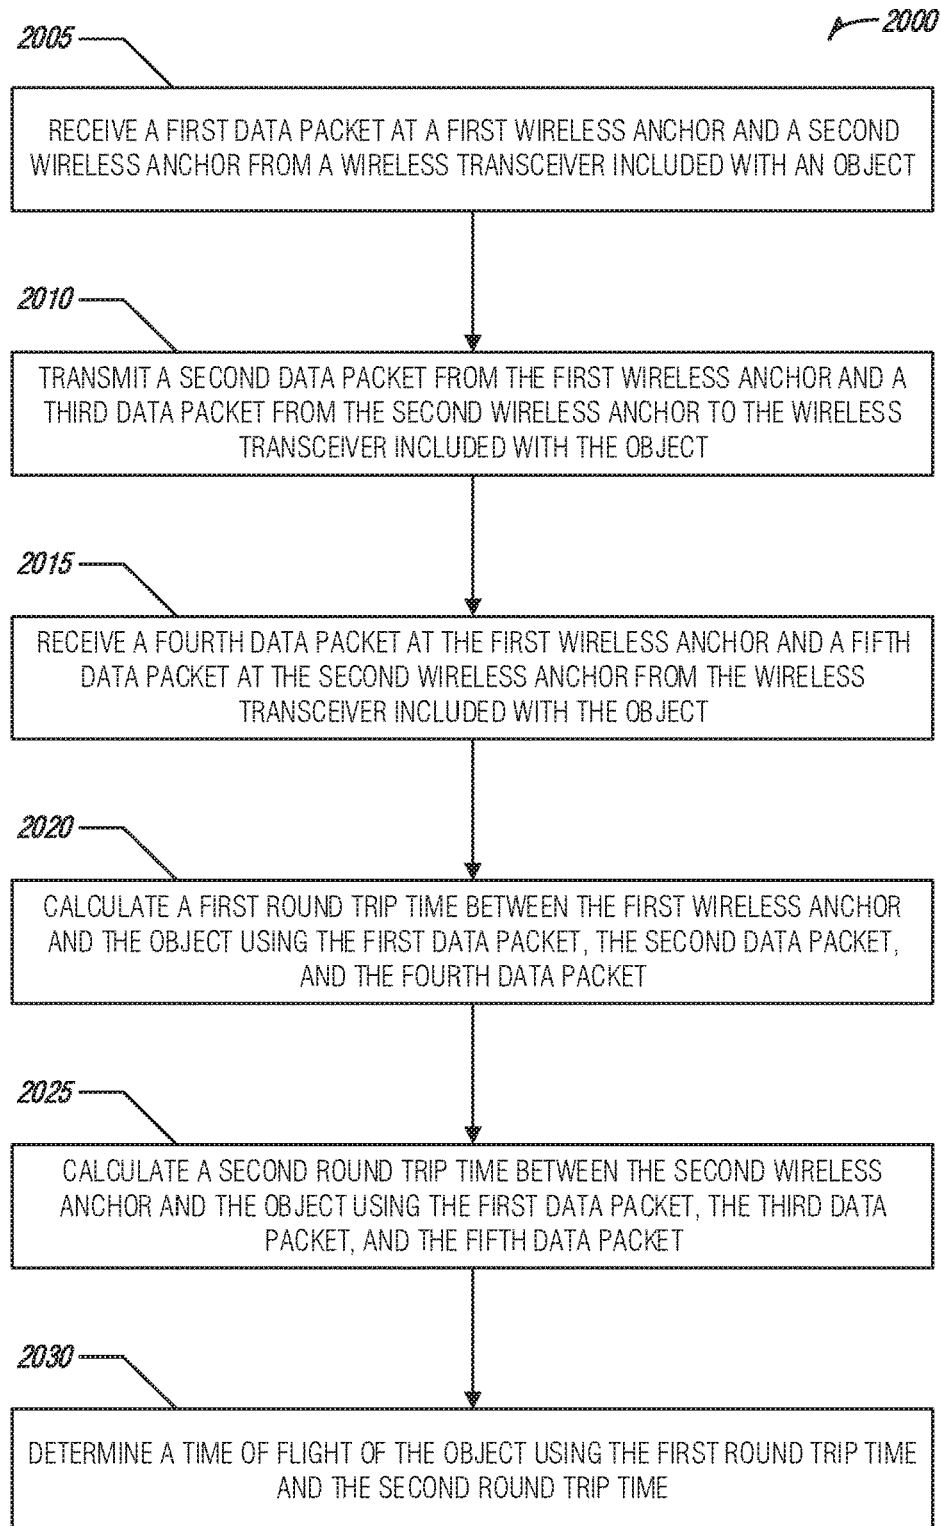 2000
2005
RECEIVE A FIRST DATA PACKET AT A FIRST WIRELESS ANCHOR AND A SECOND
WIRELESS ANCHOR FROM A WIRELESS TRANSCEIVER INCLUDED WITH AN OBJECT
2010
TRANSMIT A SECOND DATA PACKET FROM THE FIRST WIRELESS ANCHOR AND A
THIRD DATA PACKET FROM THE SECOND WIRELESS ANCHOR TO THE WIRELESS
TRANSCEIVER INCLUDED WITH THE OBJECT
2015
RECEIVE A FOURTH DATA PACKET AT THE FIRST WIRELESS ANCHOR AND A FIFTH
DATA PACKET AT THE SECOND WIRELESS ANCHOR FROM THE WIRELESS
TRANSCEIVER INCLUDED WITH THE OBJECT
2020
CALCULATE A FIRST ROUND TRIP TIME BETWEEN THE FIRST WIRELESS ANCHOR
AND THE OBJECT USING THE FIRST DATA PACKET, THE SECOND DATA PACKET,
AND THE FOURTH DATA PACKET
2025
CALCULATE A SECOND ROUND TRIP TIME BETWEEN THE SECOND WIRELESS
ANCHOR AND THE OBJECT USING THE FIRST DATA PACKET, THE THIRD DATA
PACKET, AND THE FIFTH DATA PACKET
2030
DETERMINE A TIME OF FLIGHT OF THE OBJECT USING THE FIRST ROUND TRIP TIME
AND THE SECOND ROUND TRIP TIME